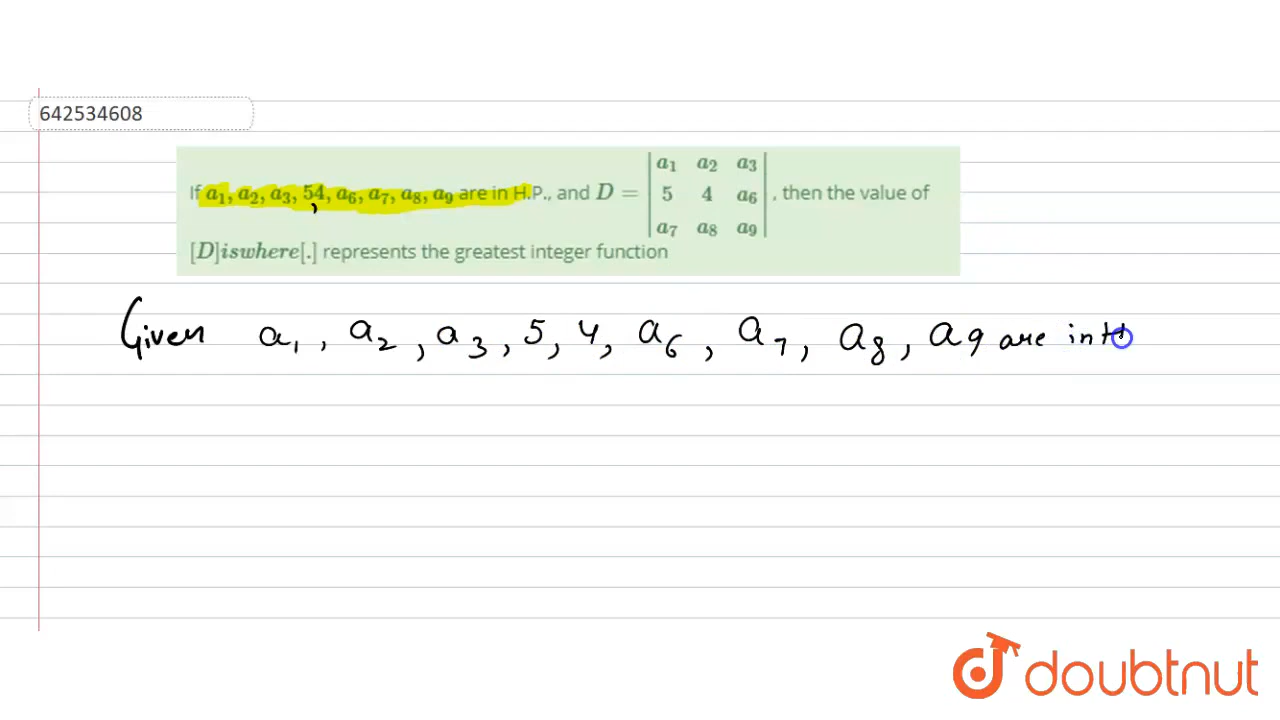 642534608
If a₁, a₂, a₃, 54, a₆, a₇, a₈, a₉ are in H.P., and D = | a₁ a₂ a₃ |
| 5 4 a₆ |
| a₇ a₈ a₉ | , then the value of
[D]iswhere[.] represents the greatest integer function
Given a₁, a₂, a₃, 5, 4, a₆, a₇, a₈, a₉ are in H
doubtnut